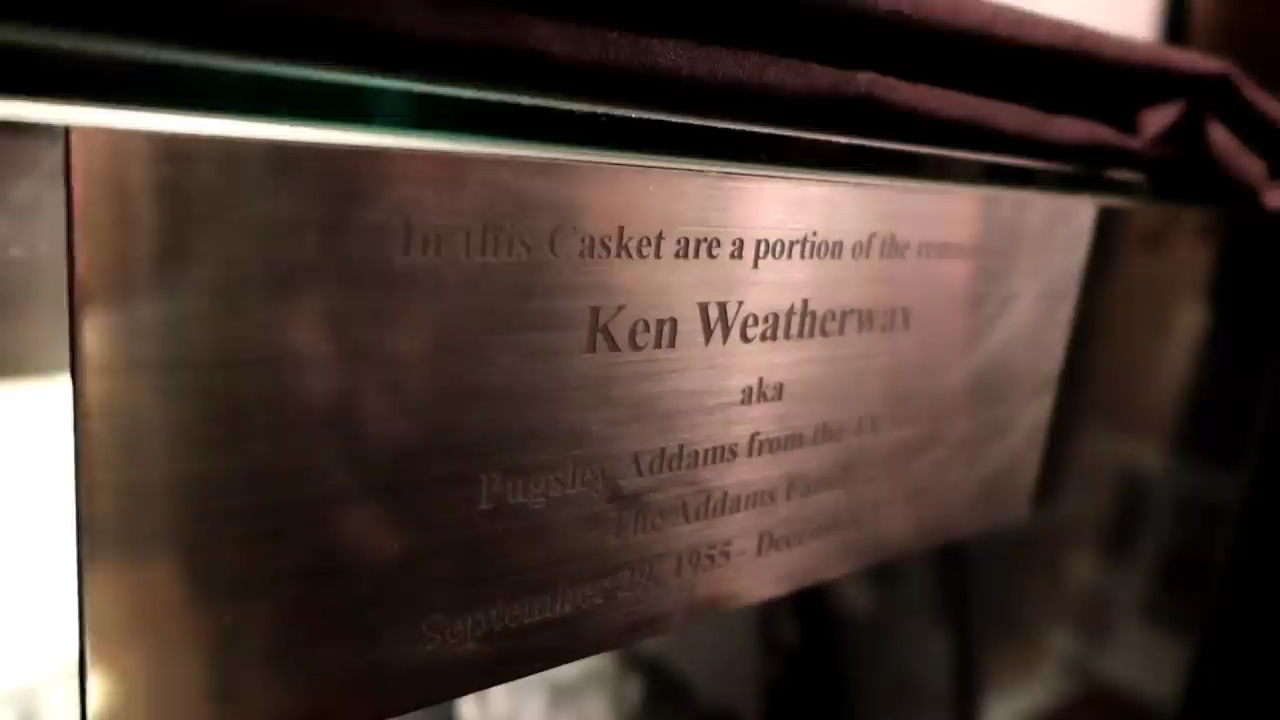 In this Casket are a portion of the
Ken Weatherwax
aka
Pugsley Addams from the
The Addams
September 29, 1955 -